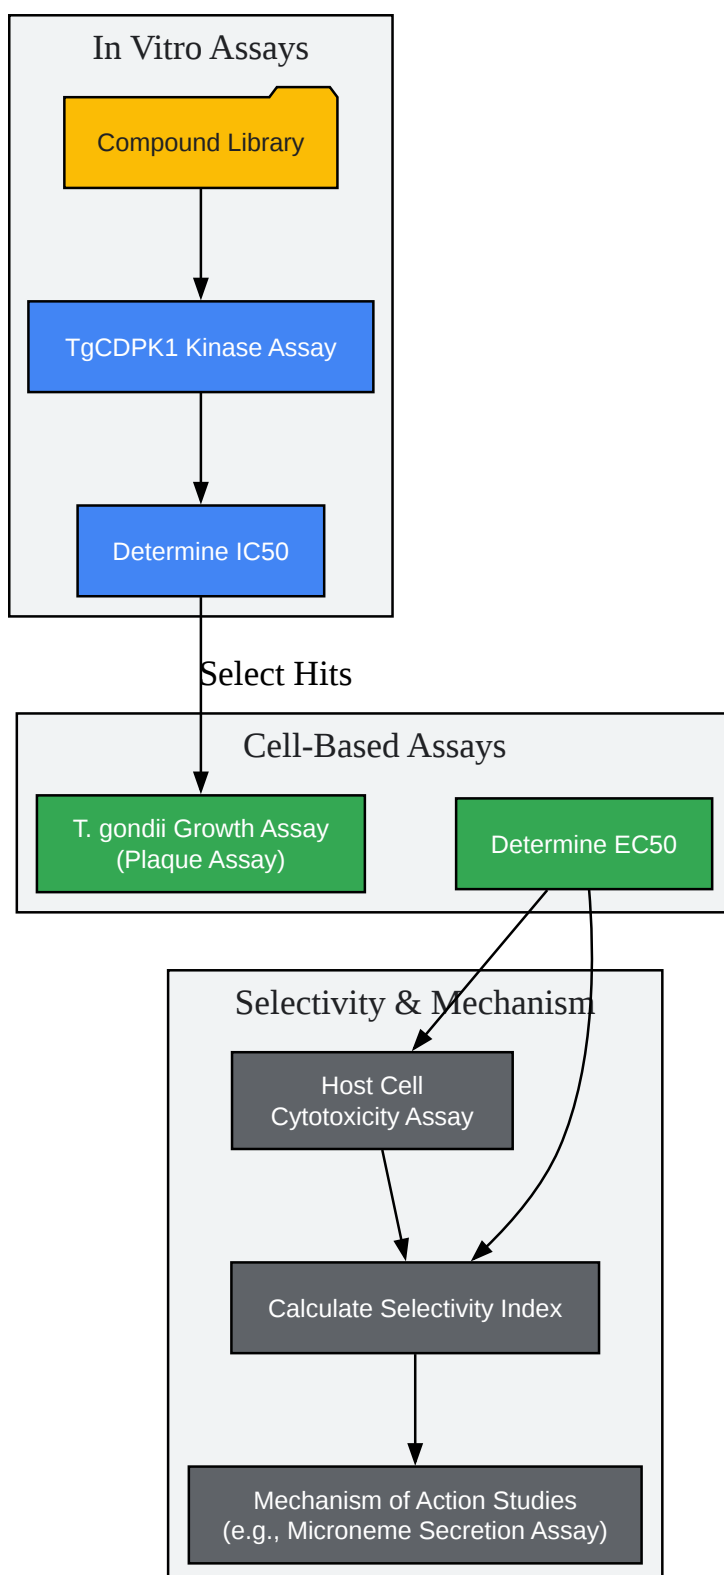 In Vitro Assays
Compound Library
TgCDPK1 Kinase Assay
Determine IC50
Select Hits
Cell-Based Assays
T. gondii Growth Assay
(Plaque Assay)
Determine EC50
Selectivity & Mechanism
Host Cell
Cytotoxicity Assay
Calculate Selectivity Index
Mechanism of Action Studies
(e.g., Microneme Secretion Assay)